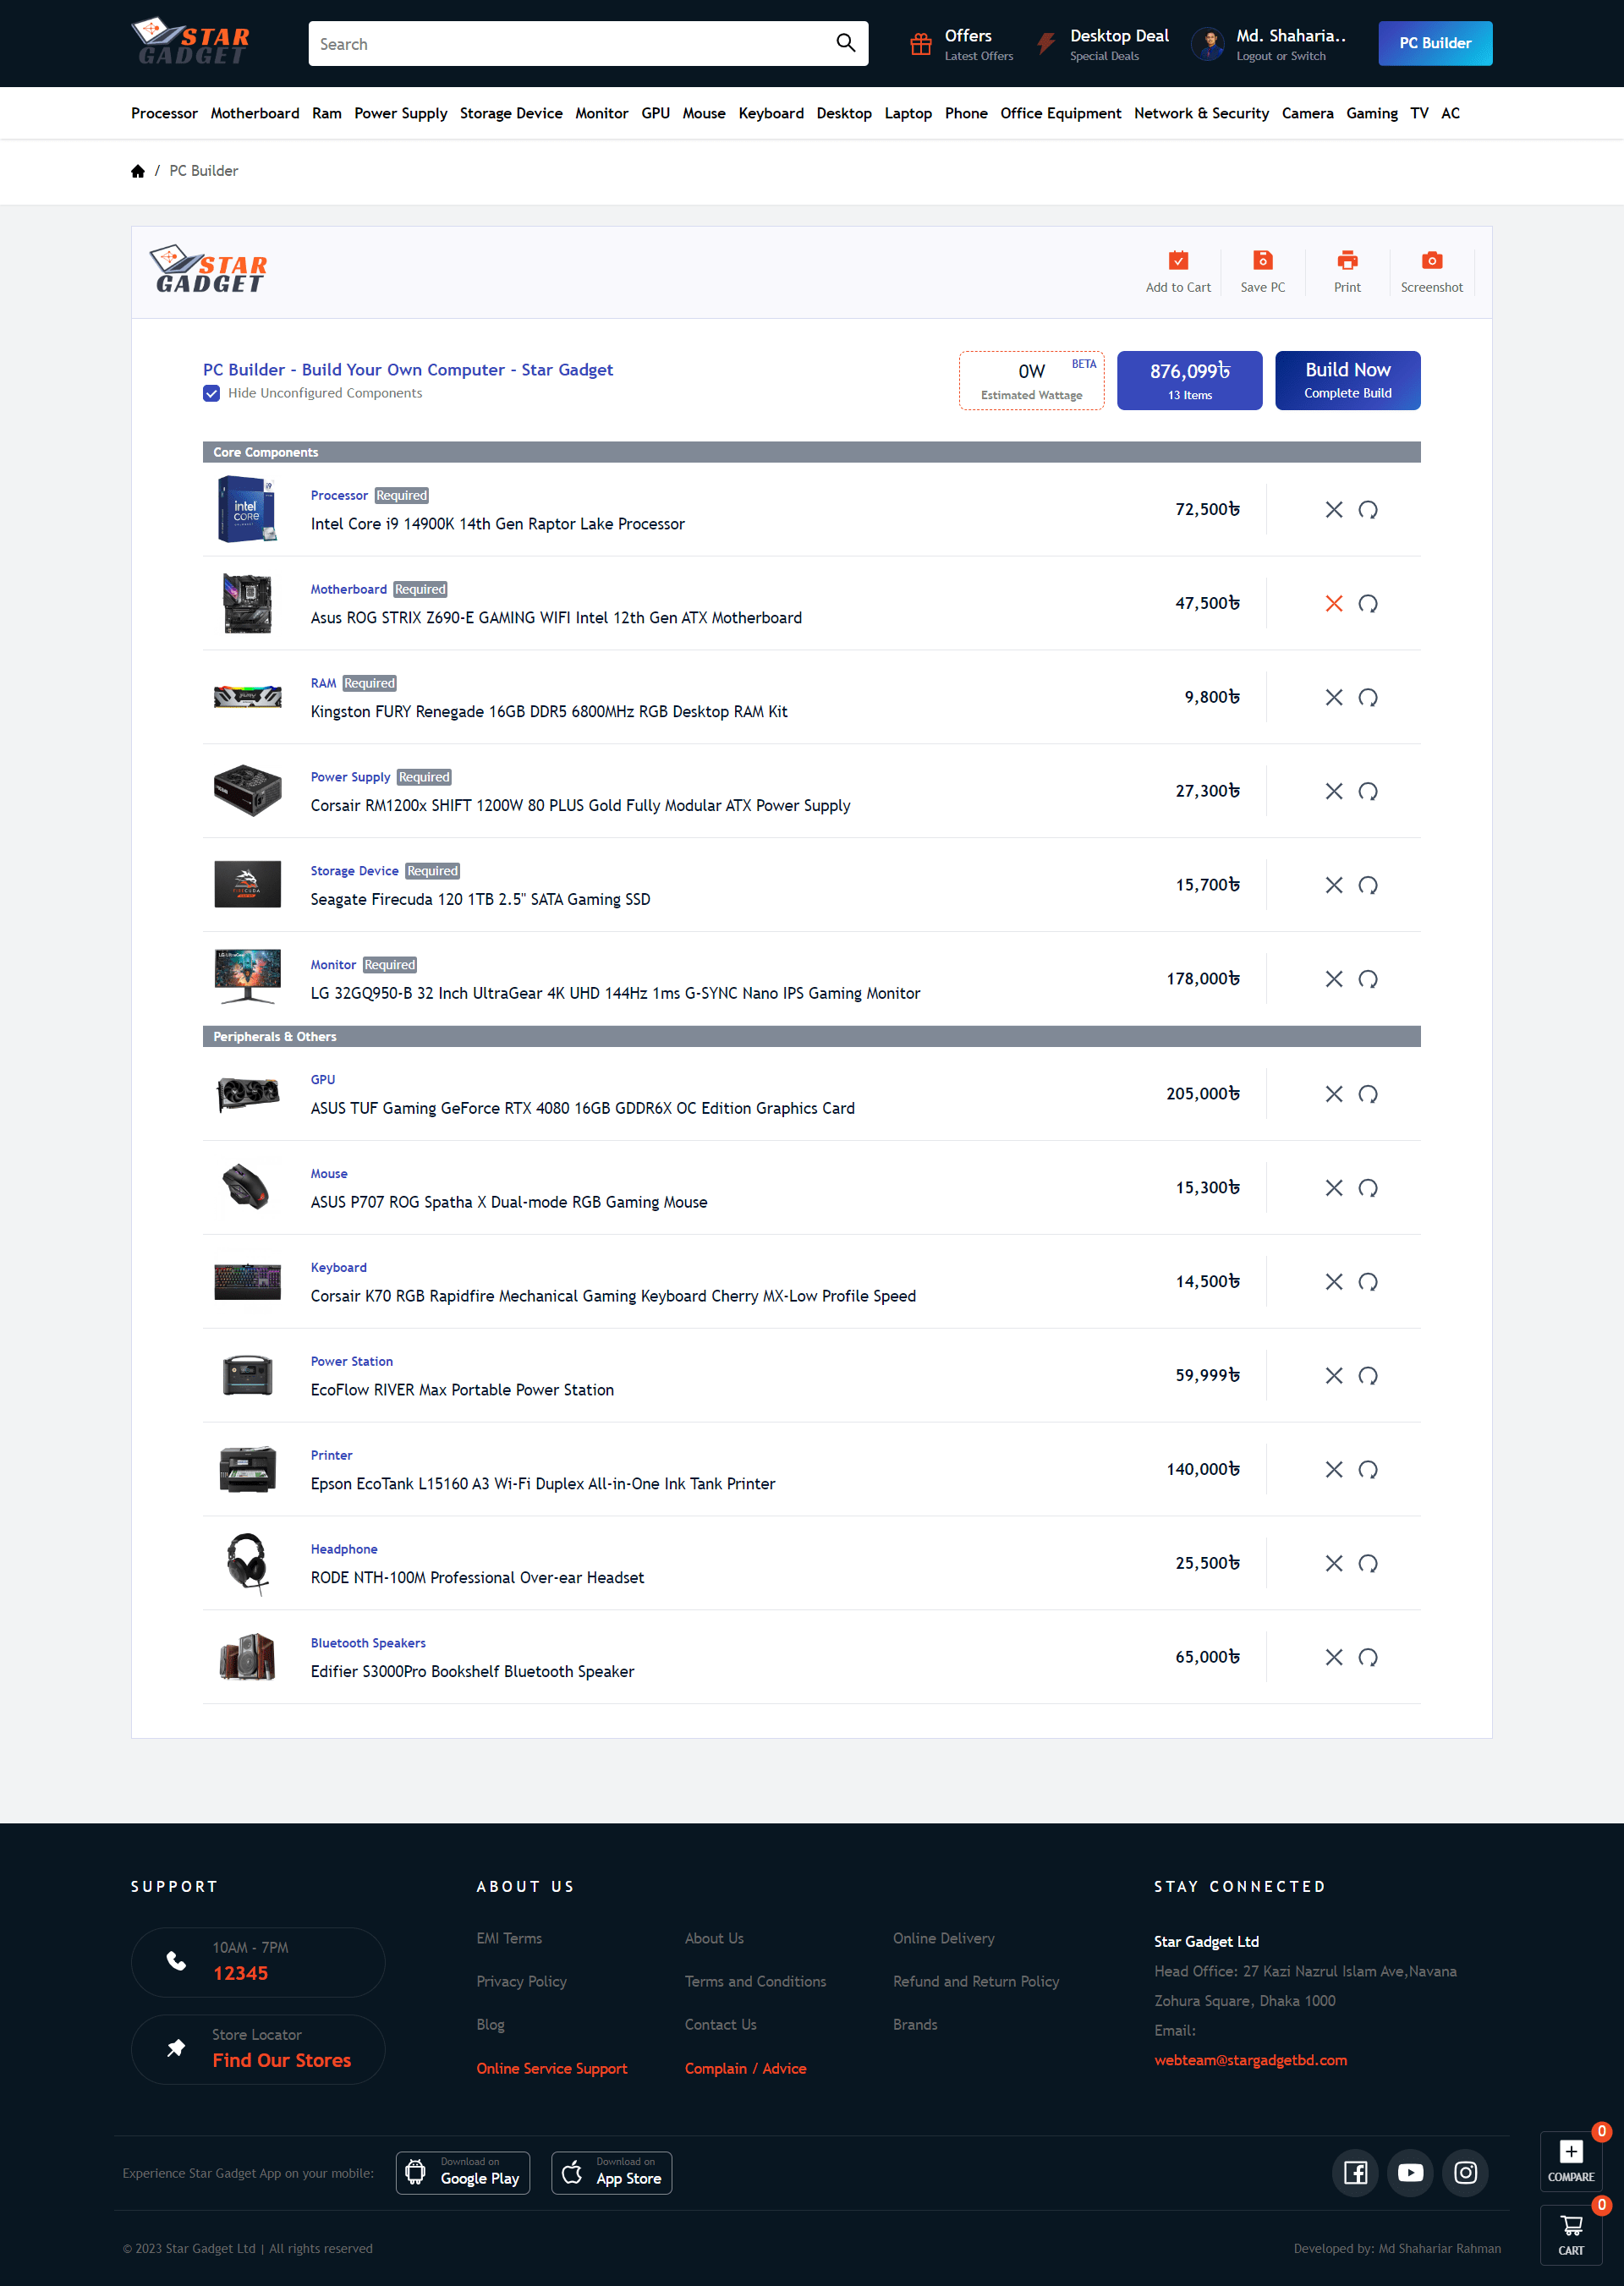 STAR
GADGET
Search
Offers
Latest Offers
Desktop Deal
Special Deals
Md. Shaharia..
Logout or Switch
PC Builder
Processor Motherboard Ram Power Supply Storage Device Monitor GPU Mouse Keyboard Desktop Laptop Phone Office Equipment Network & Security Camera Gaming TV AC
/ PC Builder
STAR
GADGET
Add to Cart
Save PC
Print
Screenshot
PC Builder - Build Your Own Computer - Star Gadget
Hide Unconfigured Components
0W
BETA
Estimated Wattage
876,099৳
13 Items
Build Now
Complete Build
Core Components
intel
CORE
i9
Processor Required
Intel Core i9 14900K 14th Gen Raptor Lake Processor
72,500৳
Motherboard Required
Asus ROG STRIX Z690-E GAMING WIFI Intel 12th Gen ATX Motherboard
47,500৳
RAM Required
Kingston FURY Renegade 16GB DDR5 6800MHz RGB Desktop RAM Kit
9,800৳
Power Supply Required
Corsair RM1200x SHIFT 1200W 80 PLUS Gold Fully Modular ATX Power Supply
27,300৳
FIRECUDA
Storage Device Required
Seagate Firecuda 120 1TB 2.5" SATA Gaming SSD
15,700৳
Monitor Required
LG 32GQ950-B 32 Inch UltraGear 4K UHD 144Hz 1ms G-SYNC Nano IPS Gaming Monitor
178,000৳
Peripherals & Others
GPU
ASUS TUF Gaming GeForce RTX 4080 16GB GDDR6X OC Edition Graphics Card
205,000৳
Mouse
ASUS P707 ROG Spatha X Dual-mode RGB Gaming Mouse
15,300৳
Keyboard
Corsair K70 RGB Rapidfire Mechanical Gaming Keyboard Cherry MX-Low Profile Speed
14,500৳
Power Station
EcoFlow RIVER Max Portable Power Station
59,999৳
Printer
Epson EcoTank L15160 A3 Wi-Fi Duplex All-in-One Ink Tank Printer
140,000৳
Headphone
RODE NTH-100M Professional Over-ear Headset
25,500৳
Bluetooth Speakers
Edifier S3000Pro Bookshelf Bluetooth Speaker
65,000৳
SUPPORT
10AM - 7PM
12345
Store Locator
Find Our Stores
ABOUT US
EMI Terms
About Us
Online Delivery
Privacy Policy
Terms and Conditions
Refund and Return Policy
Blog
Contact Us
Brands
Online Service Support
Complain / Advice
STAY CONNECTED
Star Gadget Ltd
Head Office: 27 Kazi Nazrul Islam Ave,Navana
Zohura Square, Dhaka 1000
Email:
webteam@stargadgetbd.com
Experience Star Gadget App on your mobile:
Download on
Google Play
Download on
App Store
0
COMPARE
0
CART
© 2023 Star Gadget Ltd | All rights reserved
Developed by: Md Shahariar Rahman